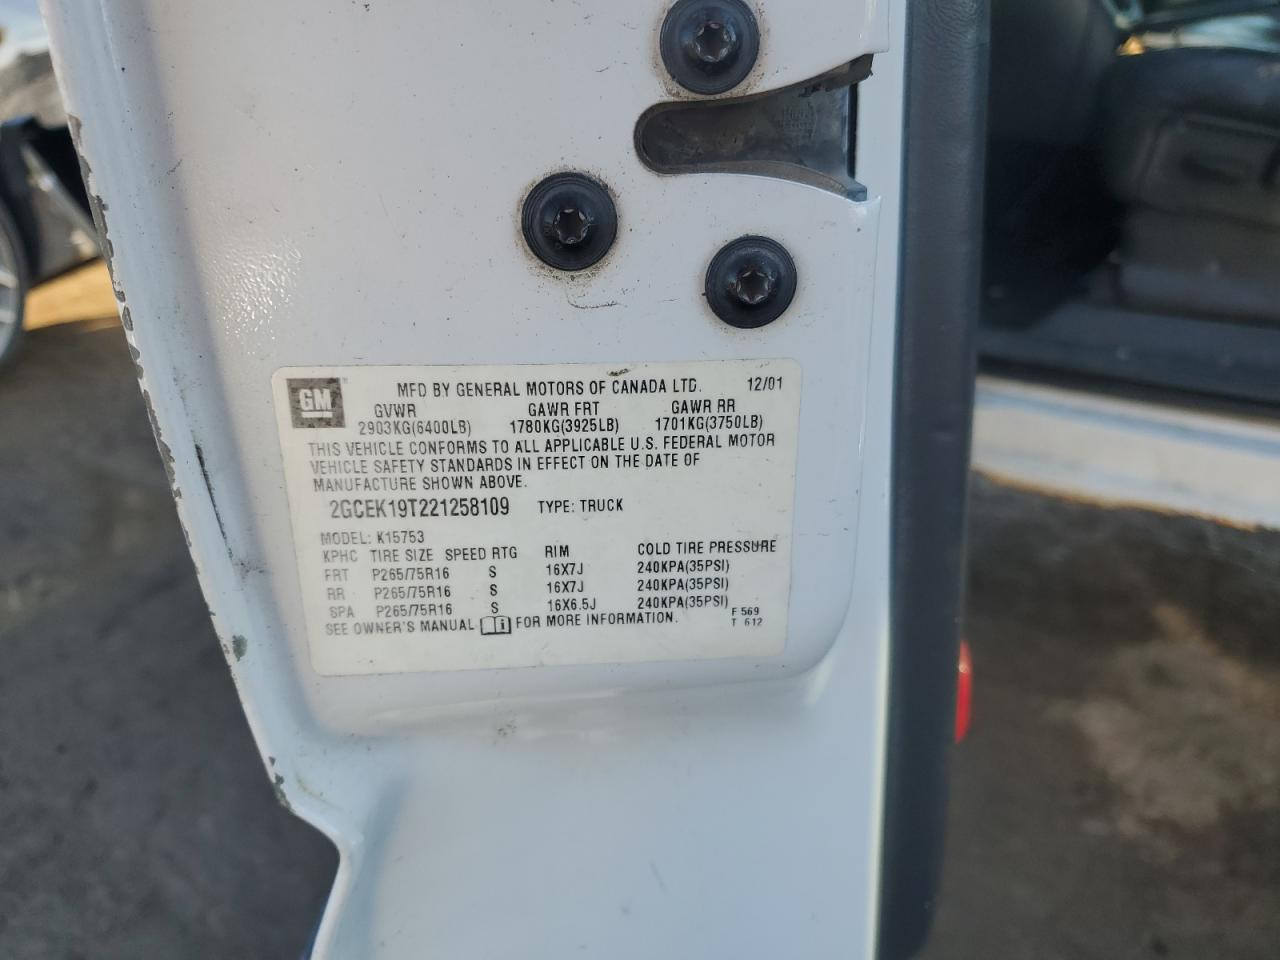 GM
MFD BY GENERAL MOTORS OF CANADA LTD. 12/01
GVWR GAWR FRT GAWR RR
2903KG(6400LB) 1780KG(3925LB) 1701KG(3750LB)
THIS VEHICLE CONFORMS TO ALL APPLICABLE U.S. FEDERAL MOTOR
VEHICLE SAFETY STANDARDS IN EFFECT ON THE DATE OF
MANUFACTURE SHOWN ABOVE.
2GCEK19T221258109 TYPE: TRUCK
MODEL: K15753
KPHC TIRE SIZE SPEED RTG RIM COLD TIRE PRESSURE
FRT P265/75R16 S 16X7J 240KPA(35PSI)
RR P265/75R16 S 16X7J 240KPA(35PSI)
SPA P265/75R16 S 16X6.5J 240KPA(35PSI)
SEE OWNER'S MANUAL FOR MORE INFORMATION.
F 569
T 612